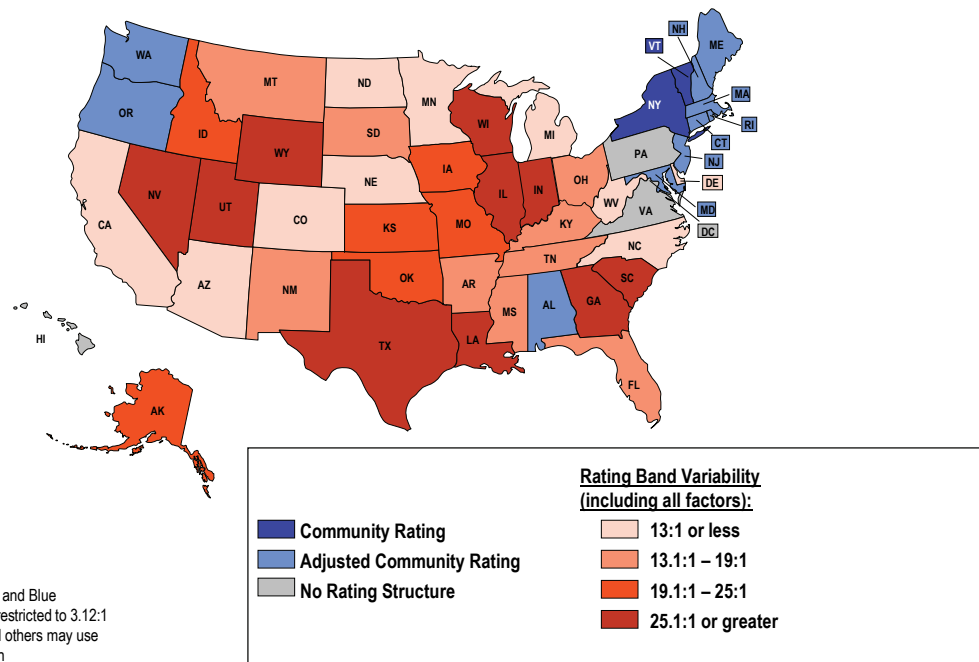 NH
ME
VT
WA
MT
ND
MN
NY
MA
OR
ID
SD
WI
MI
RI
CT
WY
PA
NJ
IA
NE
OH
DE
NV
UT
IL
IN
WV
VA
MD
CA
CO
KS
MO
KY
DC
NC
TN
AZ
NM
OK
AR
SC
MS
AL
GA
TX
LA
HI
FL
AK
Rating Band Variability
(including all factors):
Community Rating
13:1 or less
Adjusted Community Rating
13.1:1 – 19:1
No Rating Structure
19.1:1 – 25:1
25.1:1 or greater
and Blue
restricted to 3.12:1
others may use